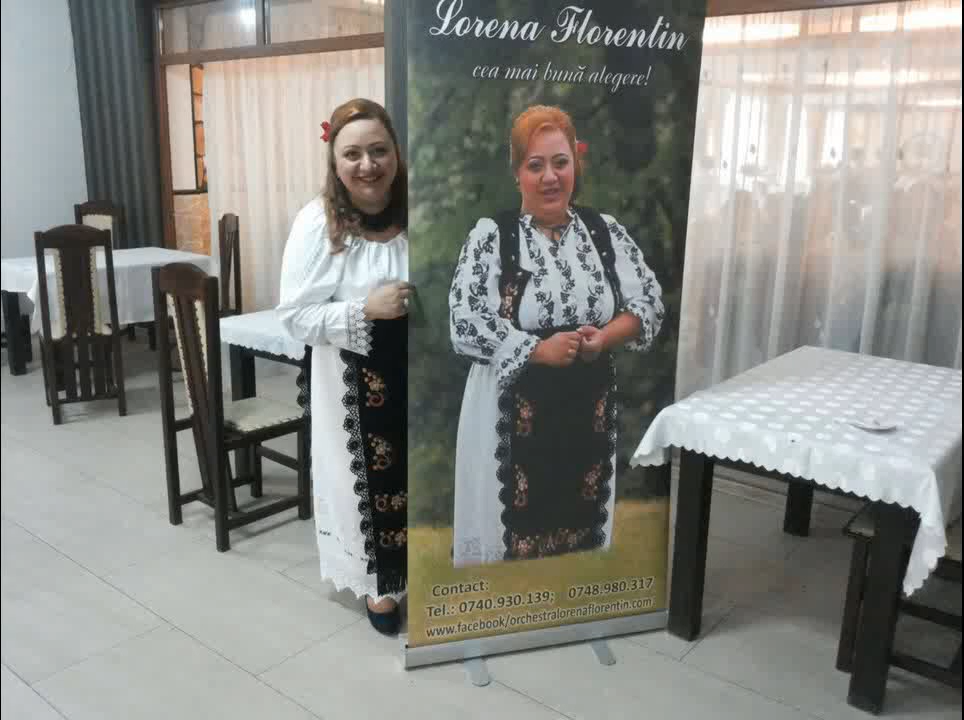 Lorena Florentin
cea mai bună alegere!
Contact:
Tel.: 0740.930.139; 0748.980.317
www.facebook/orchestralorenaflorentin.com